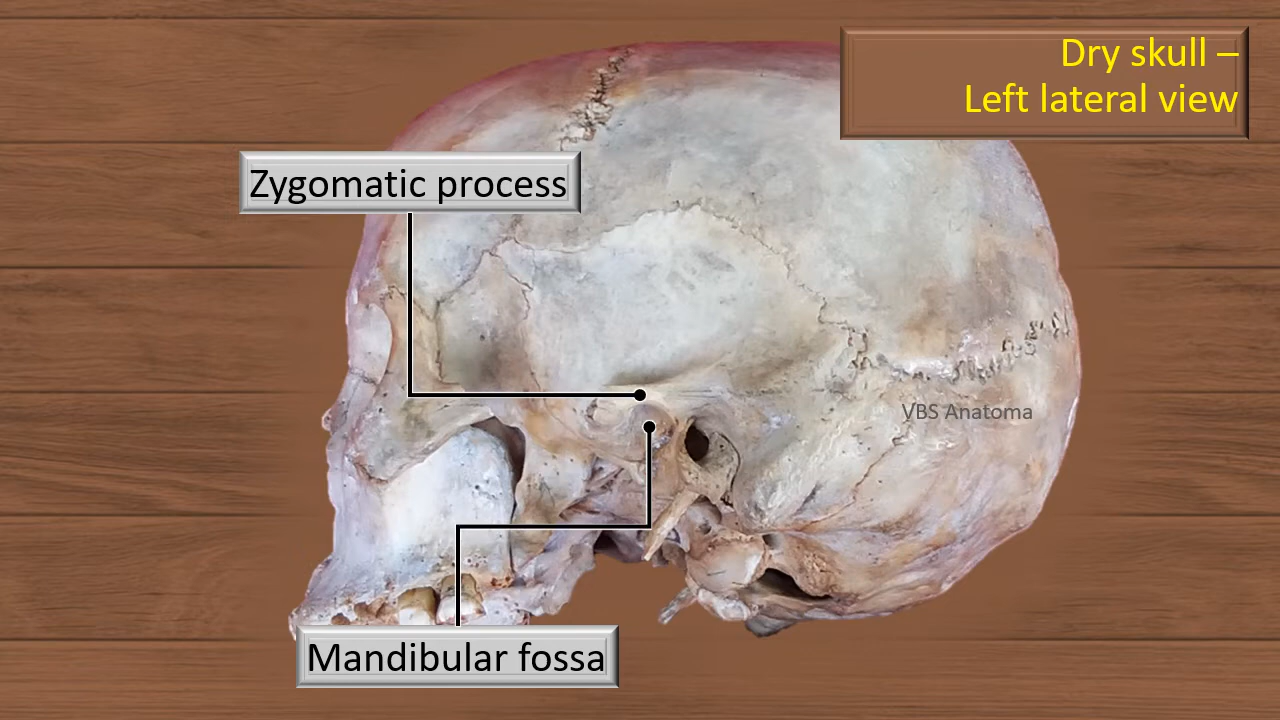 Dry skull –
Left lateral view
Zygomatic process
VBS Anatoma
Mandibular fossa